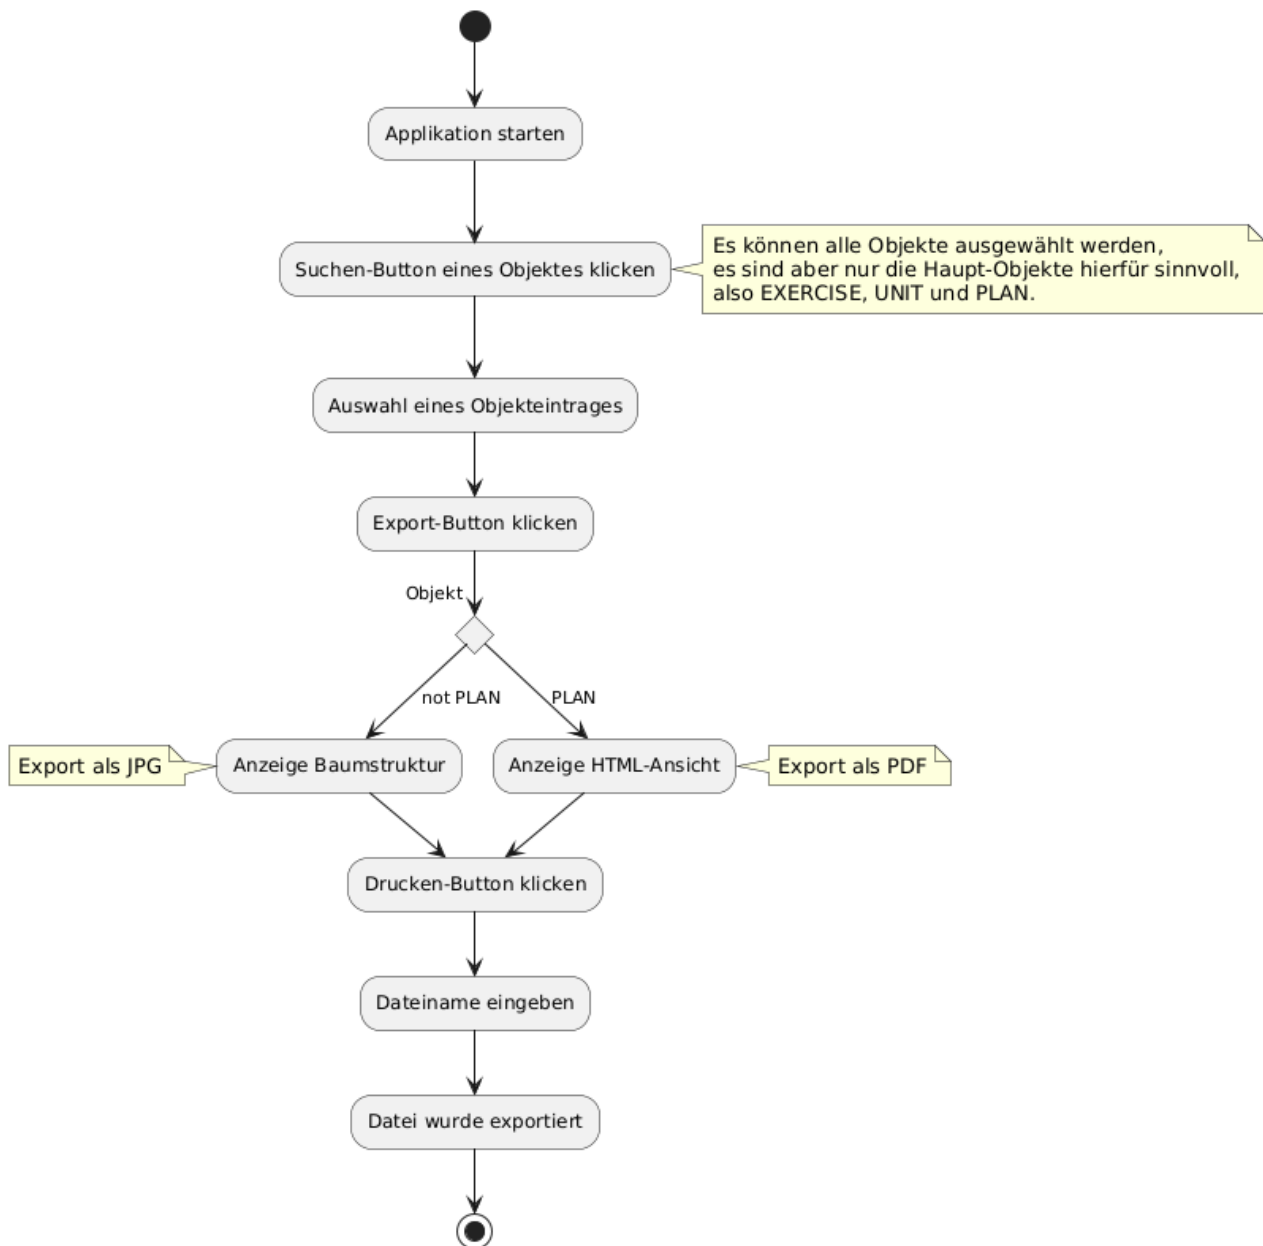 Applikation starten
Suchen-Button eines Objektes klicken
Es können alle Objekte ausgewählt werden,
es sind aber nur die Haupt-Objekte hierfür sinnvoll,
also EXERCISE, UNIT und PLAN.
Auswahl eines Objekteintrages
Export-Button klicken
Objekt
not PLAN
PLAN
Export als JPG
Anzeige Baumstruktur
Anzeige HTML-Ansicht
Export als PDF
Drucken-Button klicken
Dateiname eingeben
Datei wurde exportiert